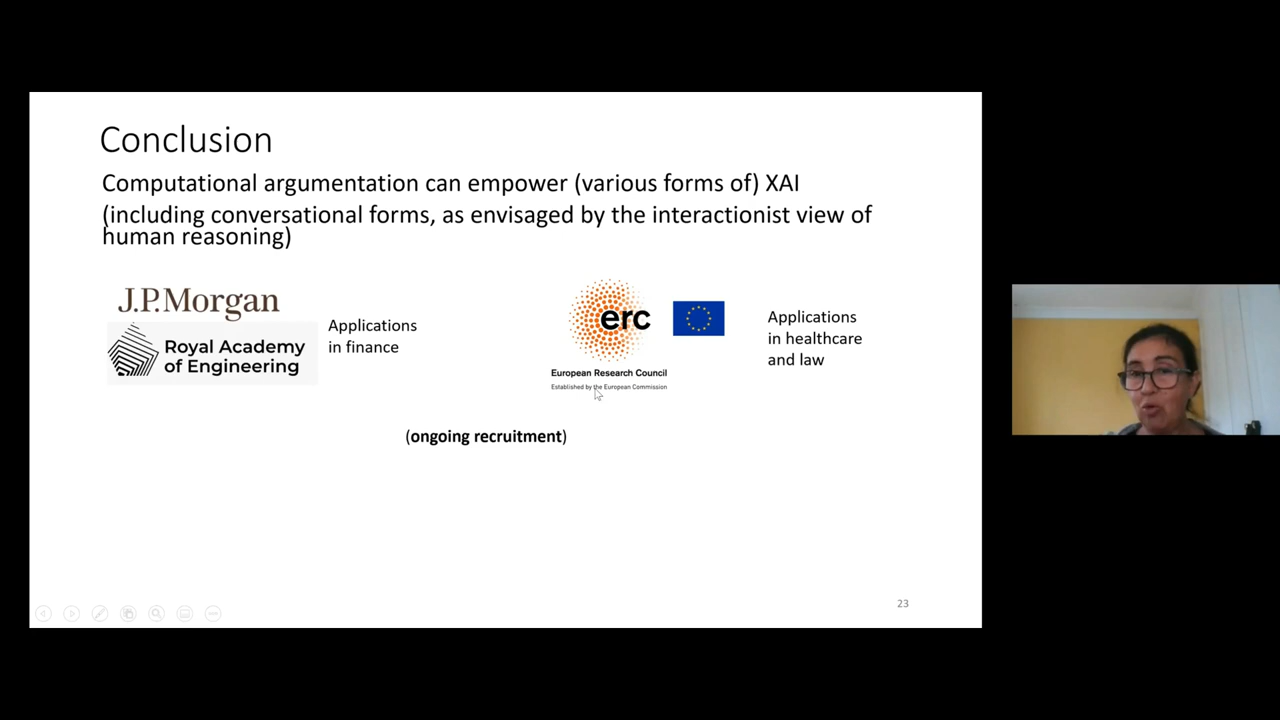 Conclusion
Computational argumentation can empower (various forms of) XAI
(including conversational forms, as envisaged by the interactionist view of
human reasoning)
J.P.Morgan
Royal Academy
of Engineering
Applications
in finance
erc
European Research Council
Established by the European Commission
Applications
in healthcare
and law
(ongoing recruitment)
23